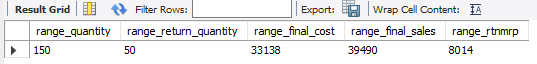 Result Grid Filter Rows: Export: Wrap Cell Content:
range_quantity range_return_quantity range_final_cost range_final_sales range_rtnmrp
150 50 33138 39490 8014